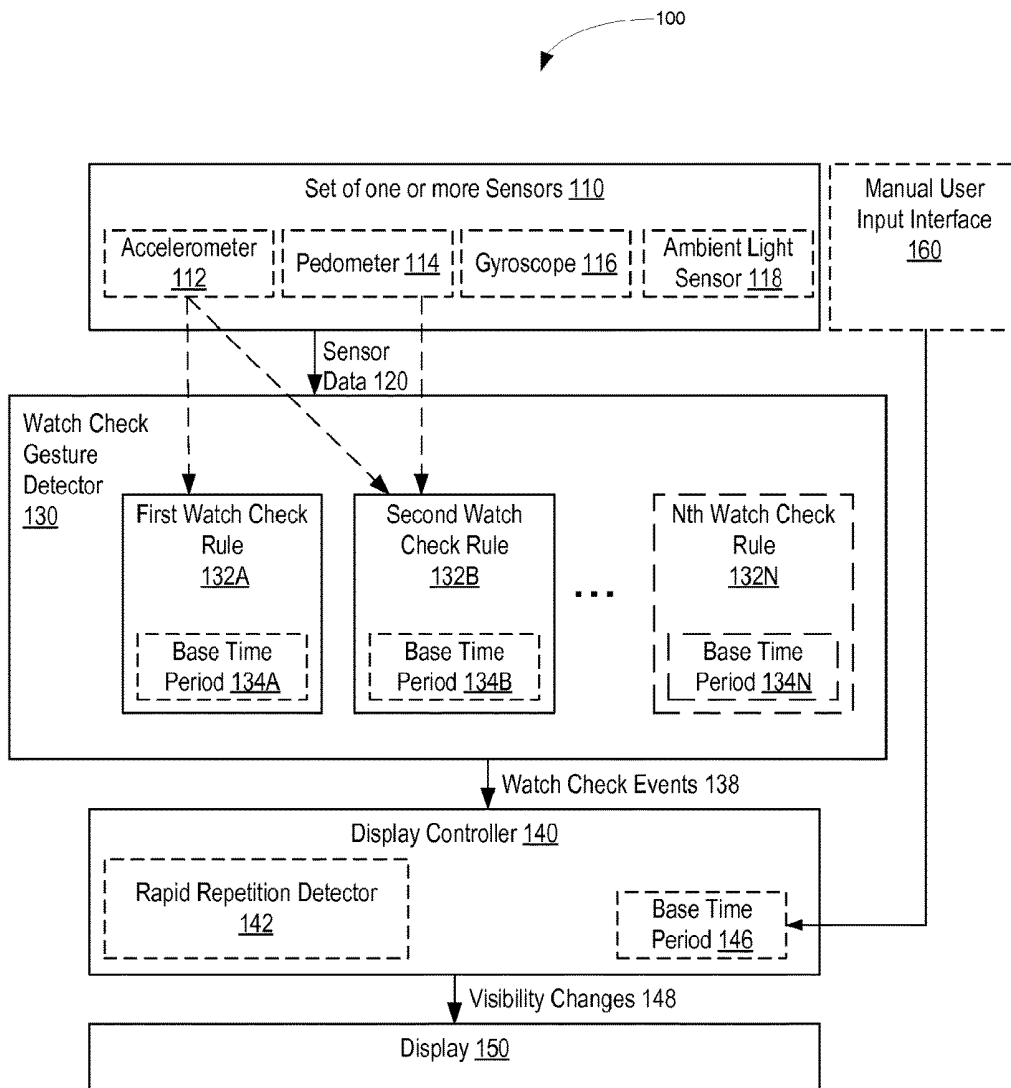 100
Set of one or more Sensors 110
Manual User
Input Interface
160
Accelerometer
112
Pedometer 114
Gyroscope 116
Ambient Light
Sensor 118
Sensor
Data 120
Watch Check
Gesture
Detector
130
First Watch Check
Rule
132A
Base Time
Period 134A
Second Watch
Check Rule
132B
Base Time
Period 134B
...
Nth Watch Check
Rule
132N
Base Time
Period 134N
Watch Check Events 138
Display Controller 140
Rapid Repetition Detector
142
Base Time
Period 146
Visibility Changes 148
Display 150